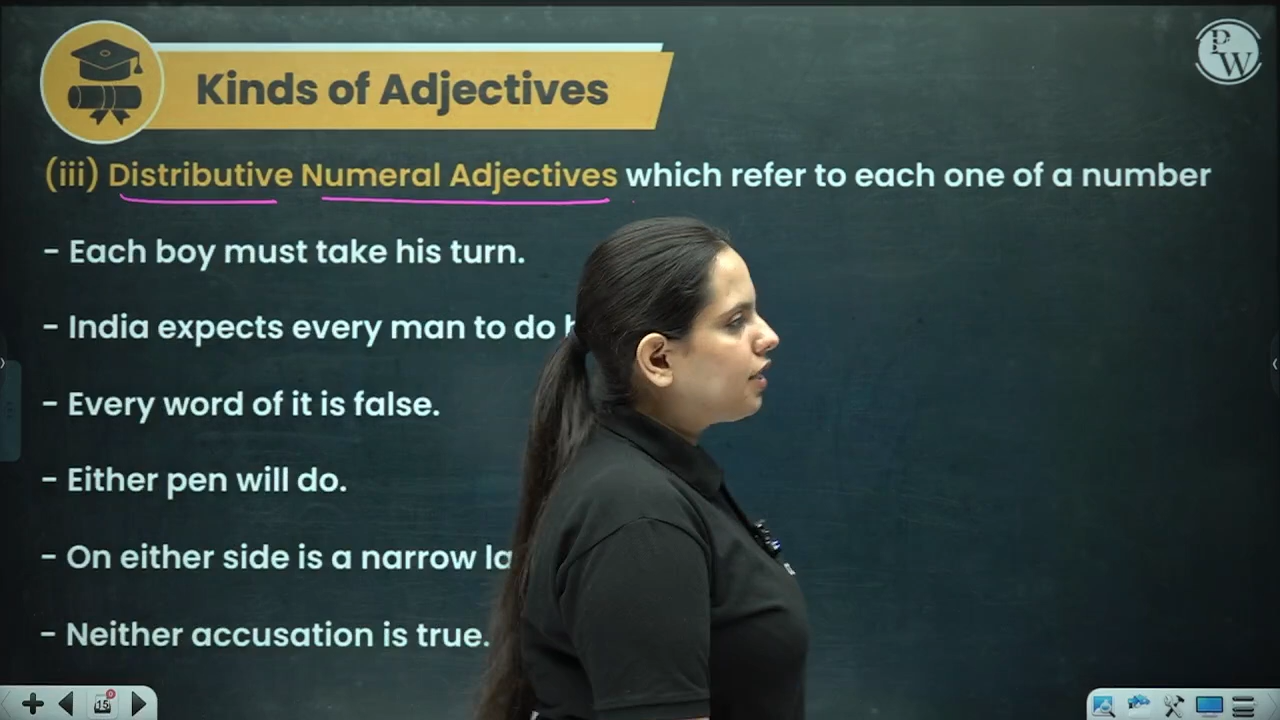 PW
Kinds of Adjectives
(iii) Distributive Numeral Adjectives which refer to each one of a number
- Each boy must take his turn.
- India expects every man to do
- Every word of it is false.
- Either pen will do.
- On either side is a narrow
- Neither accusation is true.
15